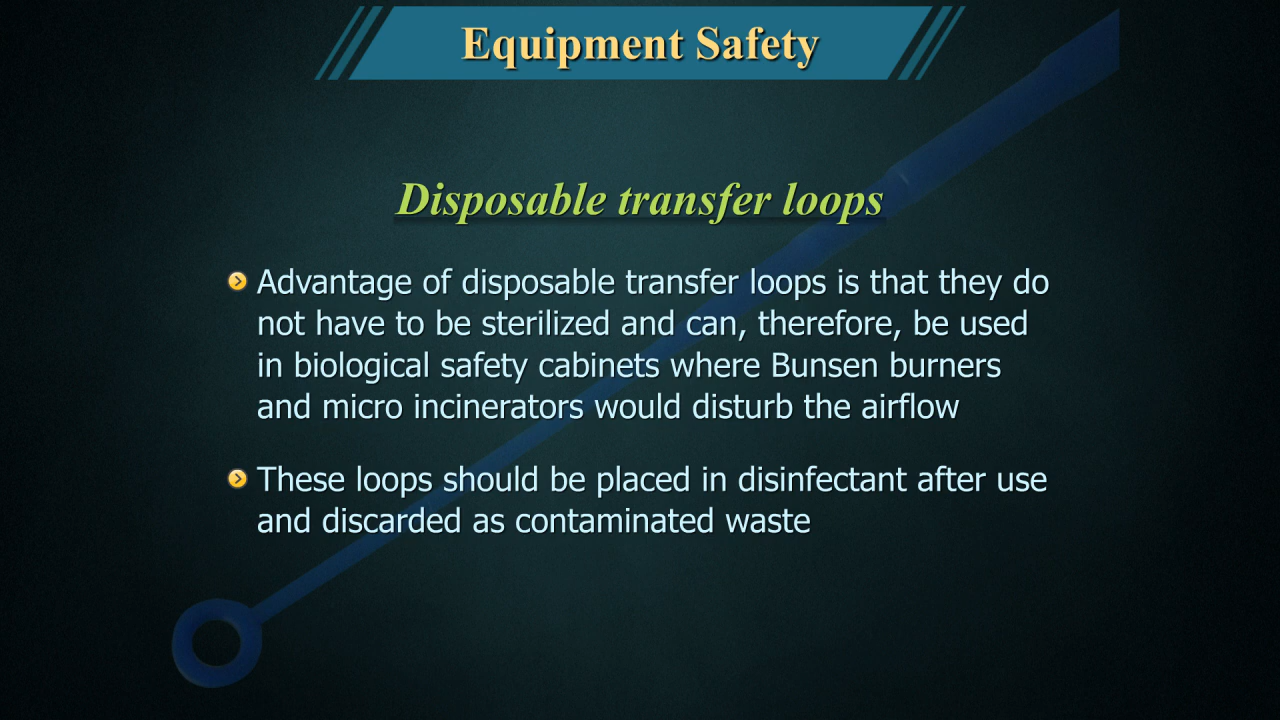 Equipment Safety
Disposable transfer loops
Advantage of disposable transfer loops is that they do
not have to be sterilized and can, therefore, be used
in biological safety cabinets where Bunsen burners
and micro incinerators would disturb the airflow
These loops should be placed in disinfectant after use
and discarded as contaminated waste